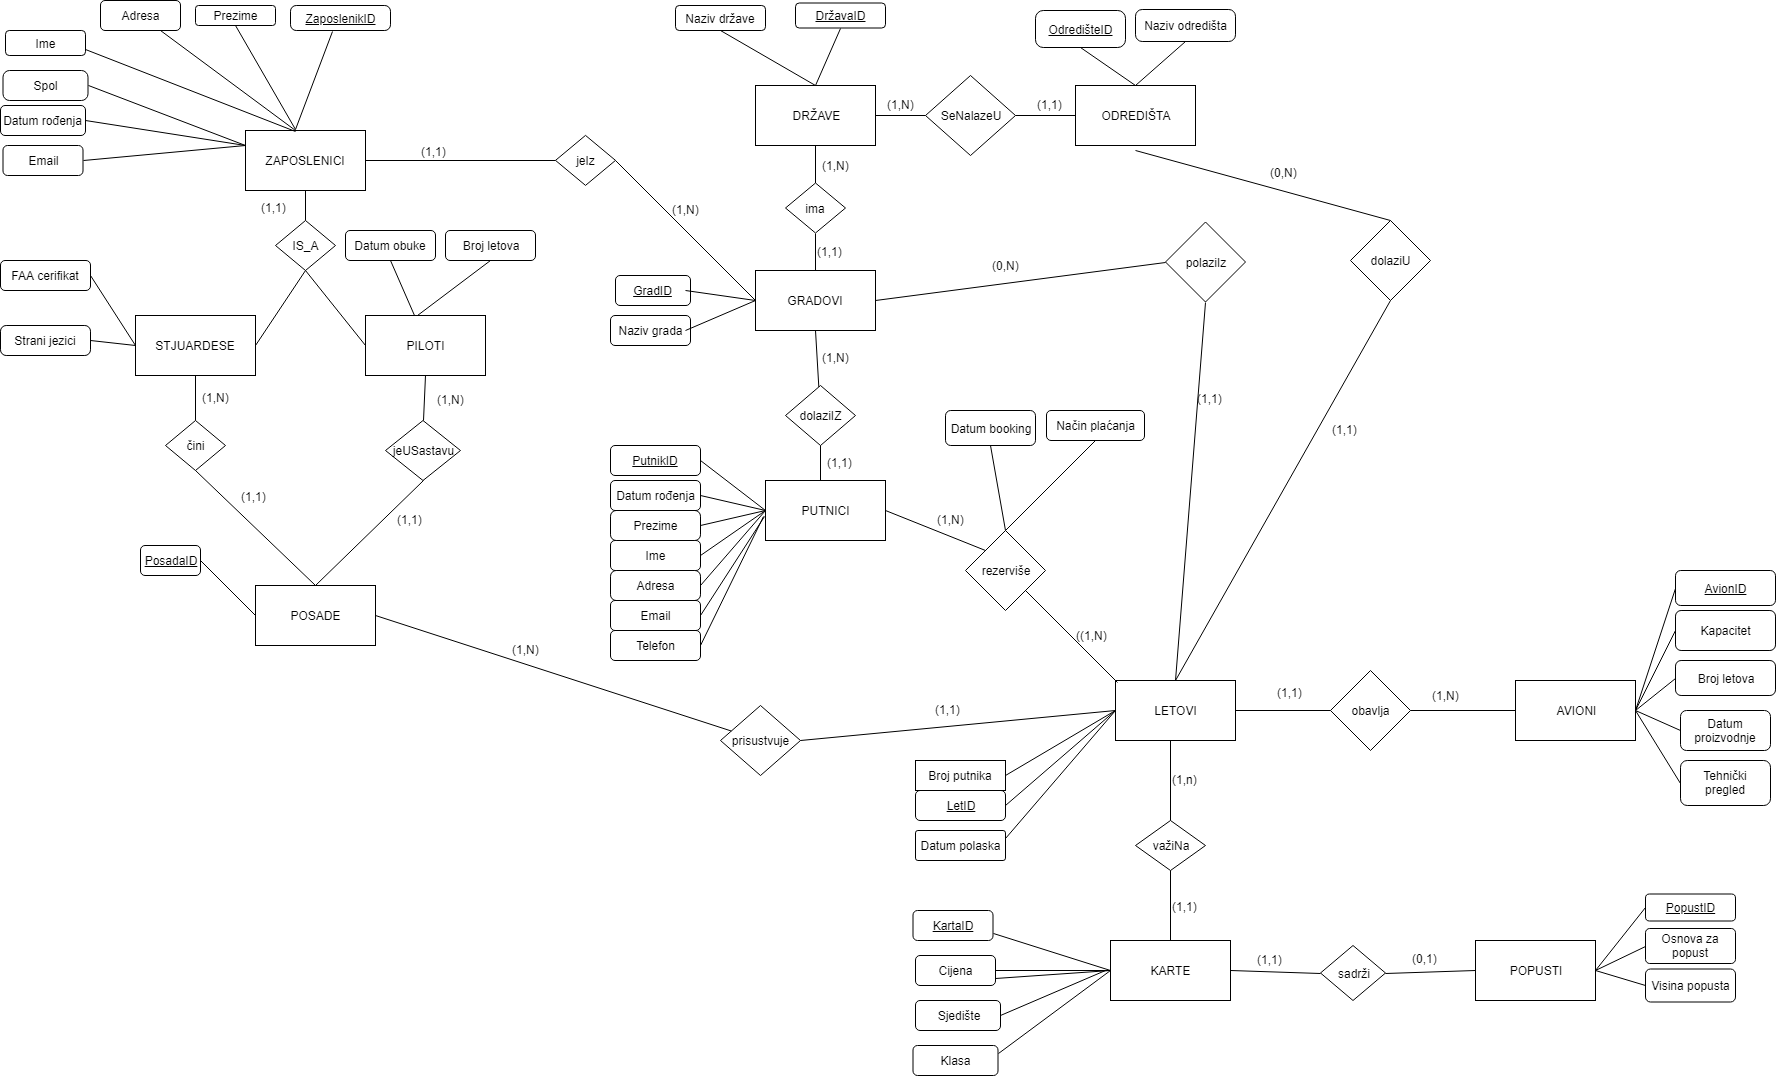 Adresa
Prezime
ZaposlenikID
Ime
Spol
Datum rođenja
Email
ZAPOSLENICI
(1,1)
jeIz
(1,N)
(1,1)
IS_A
Datum obuke
Broj letova
FAA cerifikat
Strani jezici
STJUARDESE
PILOTI
(1,N)
(1,N)
čini
jeUSastavu
(1,1)
(1,1)
PosadaID
POSADE
(1,N)
prisustvuje
(1,1)
Naziv države
DržavaID
OdredišteID
Naziv odredišta
DRŽAVE
(1,N)
SeNalazeU
(1,1)
ODREDIŠTA
(1,N)
ima
(1,1)
(0,N)
dolaziU
(1,1)
GradID
Naziv grada
GRADOVI
(0,N)
polaziIz
(1,1)
(1,N)
dolaziIZ
(1,1)
PutnikID
Datum rođenja
Prezime
Ime
Adresa
Email
Telefon
PUTNICI
(1,N)
Datum booking
Način plaćanja
rezerviše
((1,N)
LETOVI
(1,1)
obavlja
(1,N)
AVIONI
AvionID
Kapacitet
Broj letova
Datum
proizvodnje
Tehnički
pregled
Broj putnika
LetID
Datum polaska
(1,n)
važiNa
(1,1)
KartaID
Cijena
Sjedište
Klasa
KARTE
(1,1)
sadrži
(0,1)
POPUSTI
PopustID
Osnova za
popust
Visina popusta